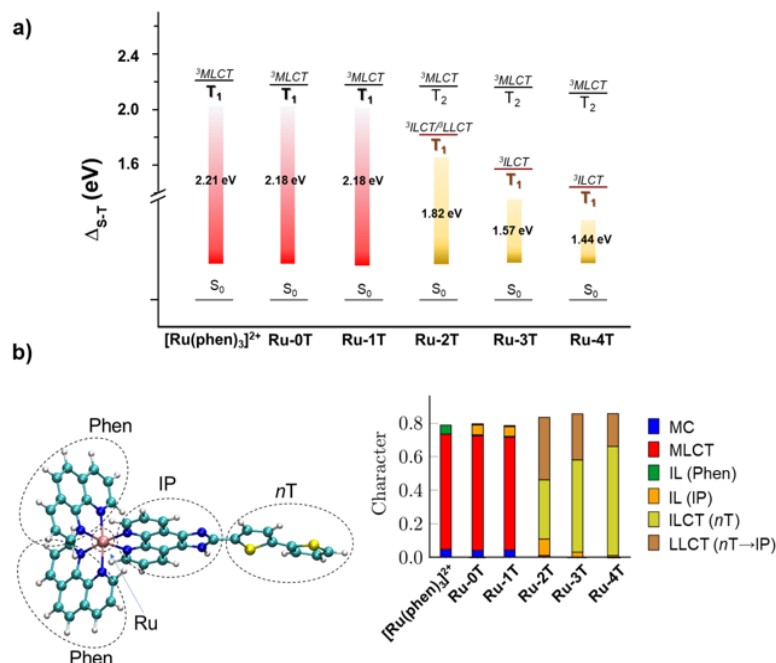 a)
2.4
2.0
1.6
ΔS-T (eV)
³MLCT ³MLCT ³MLCT ³MLCT ³MLCT ³MLCT
T₁ T₁ T₁ T₂ T₂ T₂
³ILCT/³LLCT ³ILCT ³ILCT
T₁ T₁ T₁
2.21 eV 2.18 eV 2.18 eV 1.82 eV 1.57 eV 1.44 eV
S₀ S₀ S₀ S₀ S₀ S₀
[Ru(phen)₃]²⁺ Ru-0T Ru-1T Ru-2T Ru-3T Ru-4T
b)
Phen
IP
nT
Ru
Phen
Character
0.8
0.6
0.4
0.2
0.0
[Ru(phen)₃]²⁺ Ru-0T Ru-1T Ru-2T Ru-3T Ru-4T
MC
MLCT
IL (Phen)
IL (IP)
ILCT (nT)
LLCT (nT→IP)